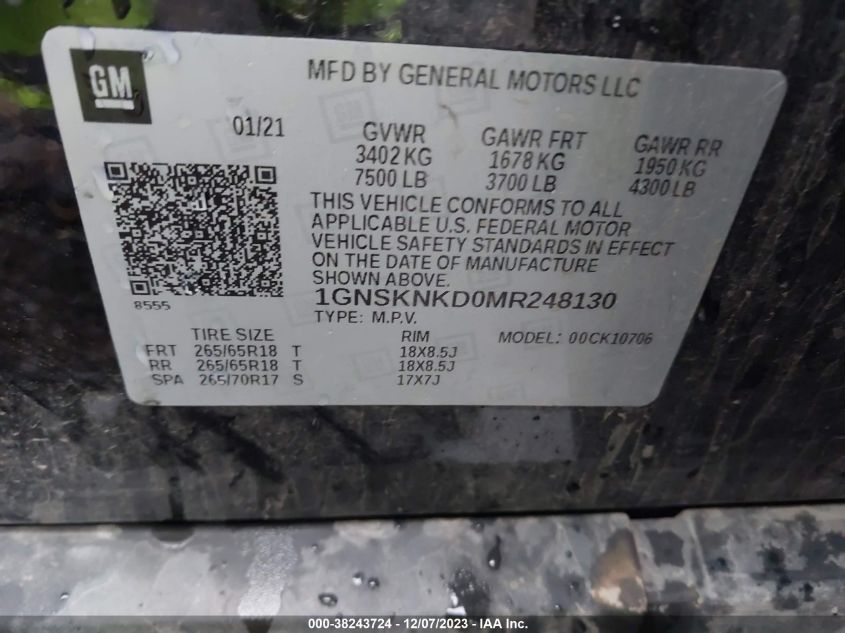 GM
MFD BY GENERAL MOTORS LLC
01/21
GVWR GAWR FRT GAWR RR
3402 KG 1678 KG 1950 KG
7500 LB 3700 LB 4300 LB
THIS VEHICLE CONFORMS TO ALL
APPLICABLE U.S. FEDERAL MOTOR
VEHICLE SAFETY STANDARDS IN EFFECT
ON THE DATE OF MANUFACTURE
SHOWN ABOVE.
8555
1GNSKNKD0MR248130
TYPE: M.P.V.
TIRE SIZE RIM MODEL: 00CK10706
FRT 265/65R18 T 18X8.5J
RR 265/65R18 T 18X8.5J
SPA 265/70R17 S 17X7J
000-38243724 - 12/07/2023 - IAA Inc.